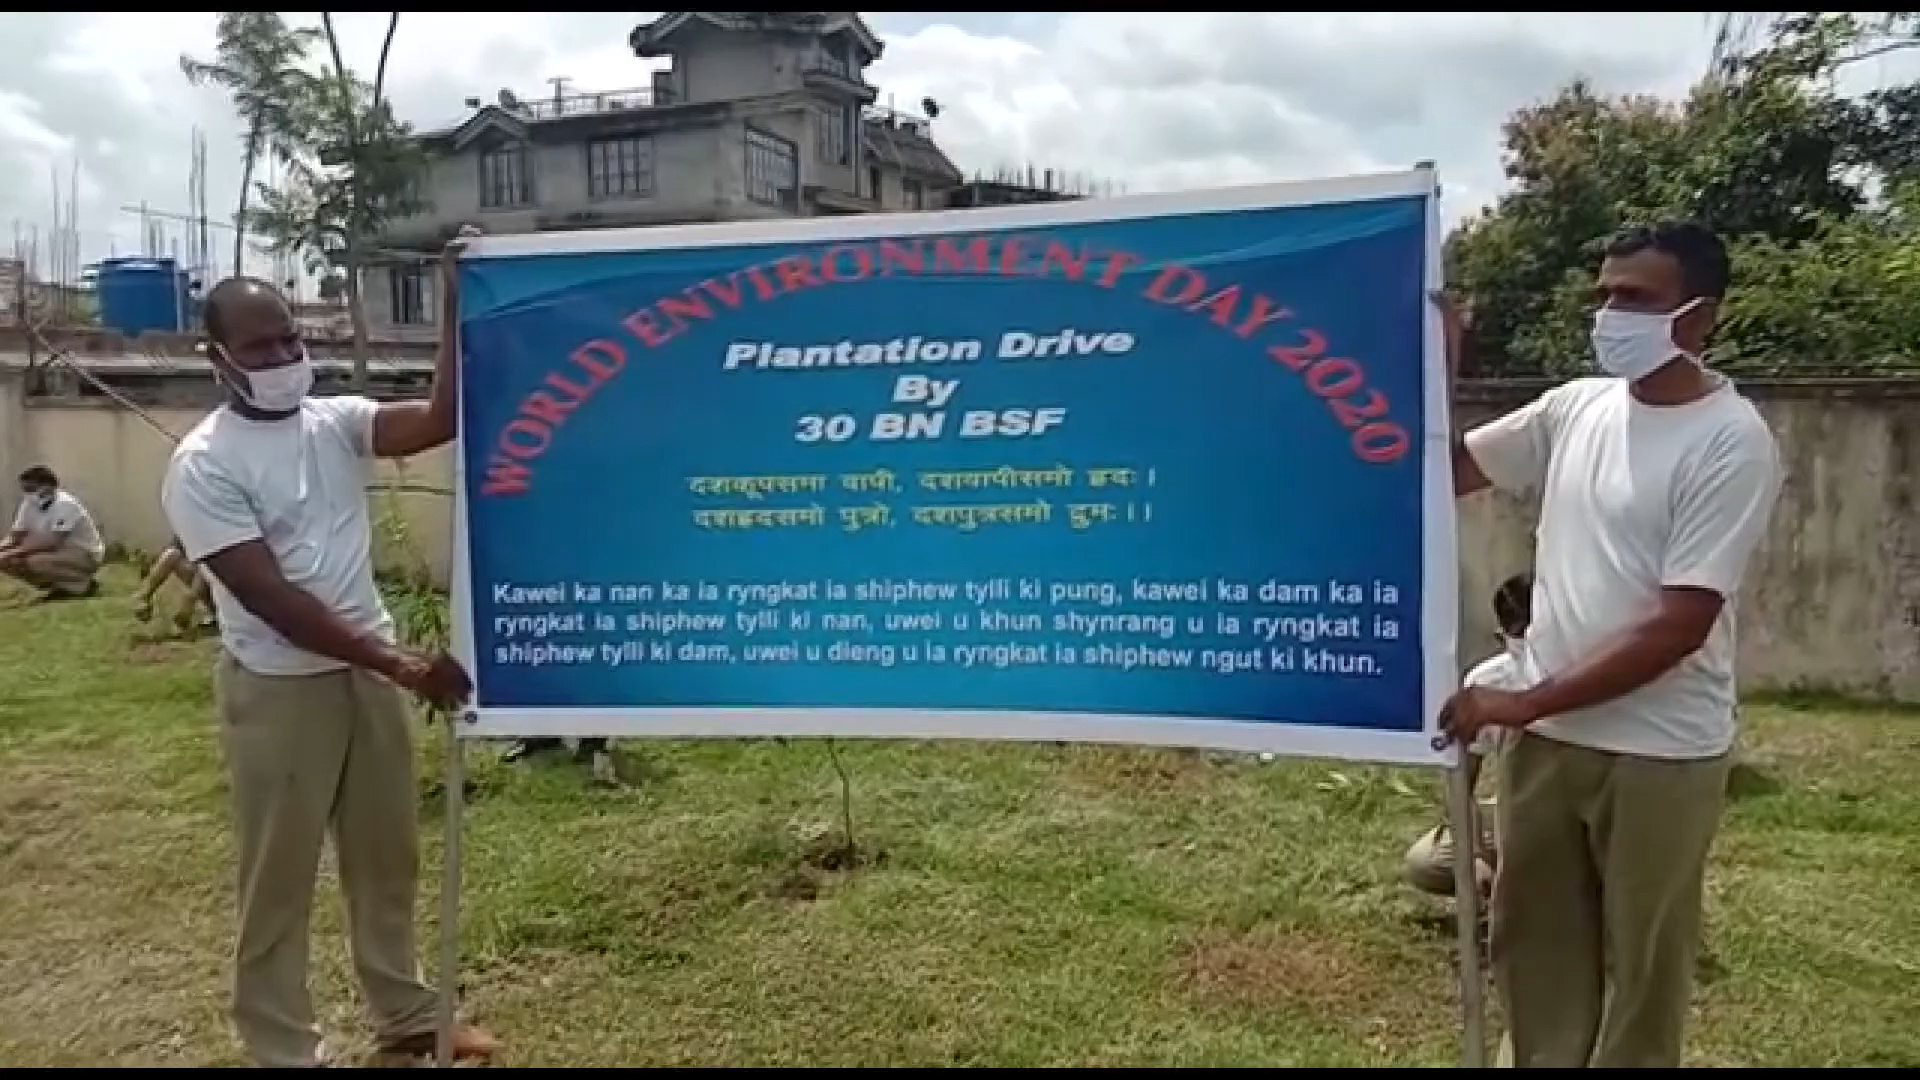 WORLD ENVIRONMENT DAY 2020
Plantation Drive
By
30 BN BSF
दशकूपसमा वापी, दशवापीसमो ह्रदः।
दशह्रदसमो पुत्रो, दशपुत्रसमो द्रुमः।।
Kawei ka nan ka ia ryngkat ia shiphew tylli ki pung, kawei ka dam ka ia
ryngkat ia shiphew tylli ki nan, uwei u khun shynrang u ia ryngkat ia
shiphew tylli ki dam, uwei u dieng u ia ryngkat ia shiphew ngut ki khun.